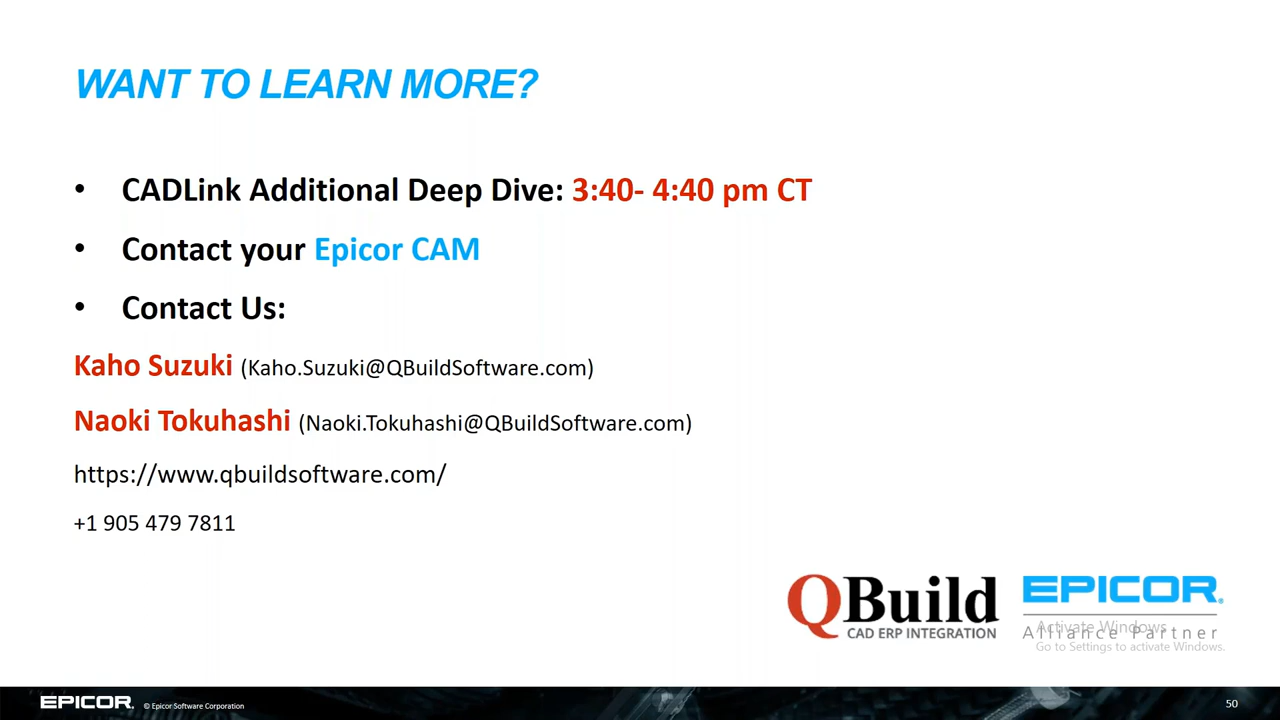 WANT TO LEARN MORE?
• CADLink Additional Deep Dive: 3:40- 4:40 pm CT
• Contact your Epicor CAM
• Contact Us:
Kaho Suzuki (Kaho.Suzuki@QBuildSoftware.com)
Naoki Tokuhashi (Naoki.Tokuhashi@QBuildSoftware.com)
https://www.qbuildsoftware.com/
+1 905 479 7811
QBuild
CAD ERP INTEGRATION
EPICOR®
Alliance Partner
Activate Windows
Go to Settings to activate Windows.
EPICOR® © Epicor Software Corporation
50